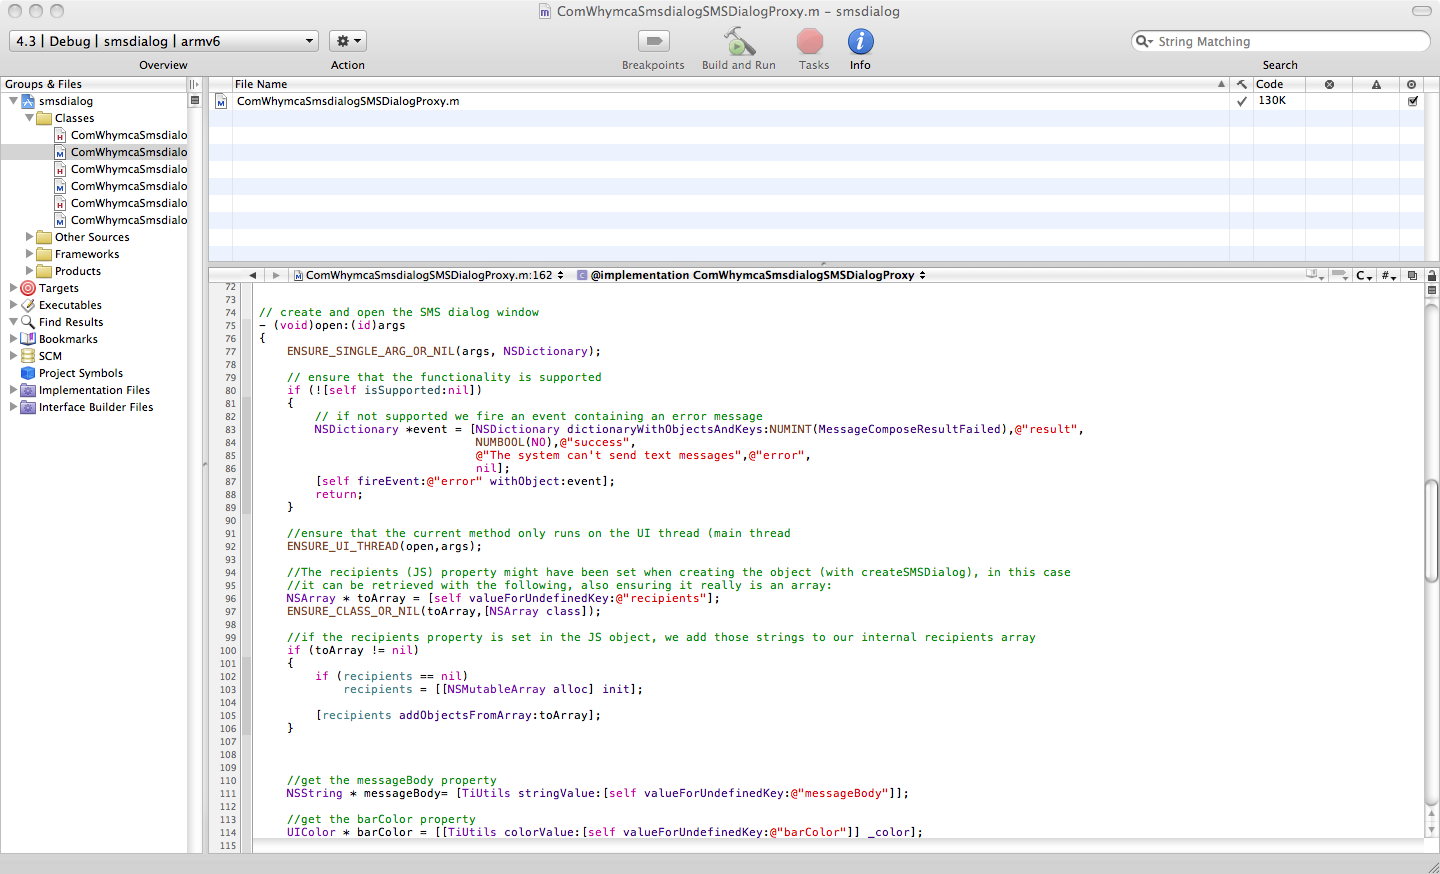 ComWhymcaSmsdialogSMSDialogProxy.m – smsdialog
4.3 | Debug | smsdialog | armv6
String Matching
Overview
Action
Breakpoints
Build and Run
Tasks
Info
Search
Groups & Files
smsdialog
Classes
ComWhymcaSmsdialo
ComWhymcaSmsdialo
ComWhymcaSmsdialo
ComWhymcaSmsdialo
ComWhymcaSmsdialo
ComWhymcaSmsdialo
Other Sources
Frameworks
Products
Targets
Executables
Find Results
Bookmarks
SCM
Project Symbols
Implementation Files
Interface Builder Files
File Name
Code
ComWhymcaSmsdialogSMSDialogProxy.m
130K
ComWhymcaSmsdialogSMSDialogProxy.m:162
C @implementation ComWhymcaSmsdialogSMSDialogProxy
C
#
72
73
74 // create and open the SMS dialog window
75 - (void)open:(id)args
76 {
77 ENSURE_SINGLE_ARG_OR_NIL(args, NSDictionary);
78
79 // ensure that the functionality is supported
80 if (![self isSupported:nil])
81 {
82 // if not supported we fire an event containing an error message
83 NSDictionary *event = [NSDictionary dictionaryWithObjectsAndKeys:NUMINT(MessageComposeResultFailed),@"result",
84 NUMBOOL(NO),@"success",
85 @"The system can't send text messages",@"error",
86 nil];
87 [self fireEvent:@"error" withObject:event];
88 return;
89 }
90
91 //ensure that the current method only runs on the UI thread (main thread
92 ENSURE_UI_THREAD(open,args);
93
94 //The recipients (JS) property might have been set when creating the object (with createSMSDialog), in this case
95 //it can be retrieved with the following, also ensuring it really is an array:
96 NSArray * toArray = [self valueForUndefinedKey:@"recipients"];
97 ENSURE_CLASS_OR_NIL(toArray,[NSArray class]);
98
99 //if the recipients property is set in the JS object, we add those strings to our internal recipients array
100 if (toArray != nil)
101 {
102 if (recipients == nil)
103 recipients = [[NSMutableArray alloc] init];
104
105 [recipients addObjectsFromArray:toArray];
106 }
107
108
109
110 //get the messageBody property
111 NSString * messageBody= [TiUtils stringValue:[self valueForUndefinedKey:@"messageBody"]];
112
113 //get the barColor property
114 UIColor * barColor = [[TiUtils colorValue:[self valueForUndefinedKey:@"barColor"]] _color];
115